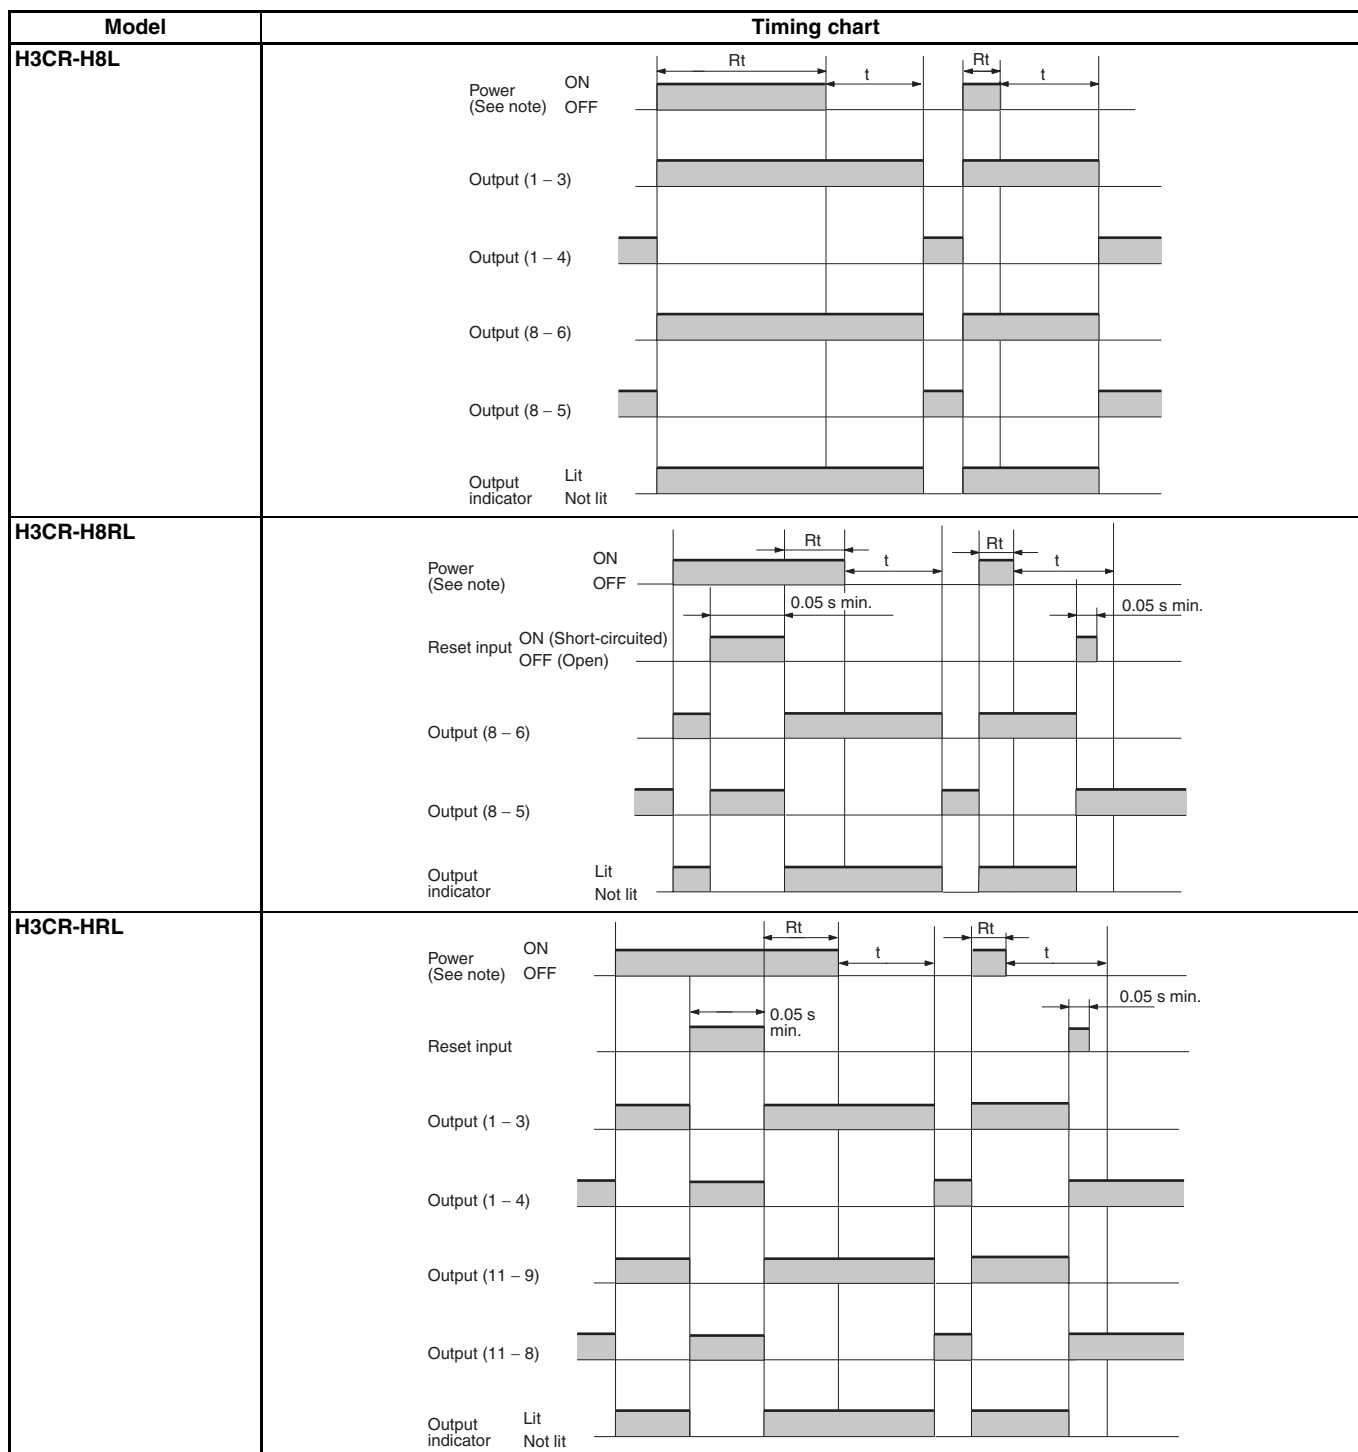 Model
Timing chart
H3CR-H8L
Rt
t
Rt
t
Power
(See note)
ON
OFF
Output (1 – 3)
Output (1 – 4)
Output (8 – 6)
Output (8 – 5)
Output
indicator
Lit
Not lit
H3CR-H8RL
Rt
t
Rt
t
Power
(See note)
ON
OFF
0.05 s min.
0.05 s min.
Reset input
ON (Short-circuited)
OFF (Open)
Output (8 – 6)
Output (8 – 5)
Output
indicator
Lit
Not lit
H3CR-HRL
Rt
t
Rt
t
Power
(See note)
ON
OFF
0.05 s
min.
0.05 s min.
Reset input
Output (1 – 3)
Output (1 – 4)
Output (11 – 9)
Output (11 – 8)
Output
indicator
Lit
Not lit